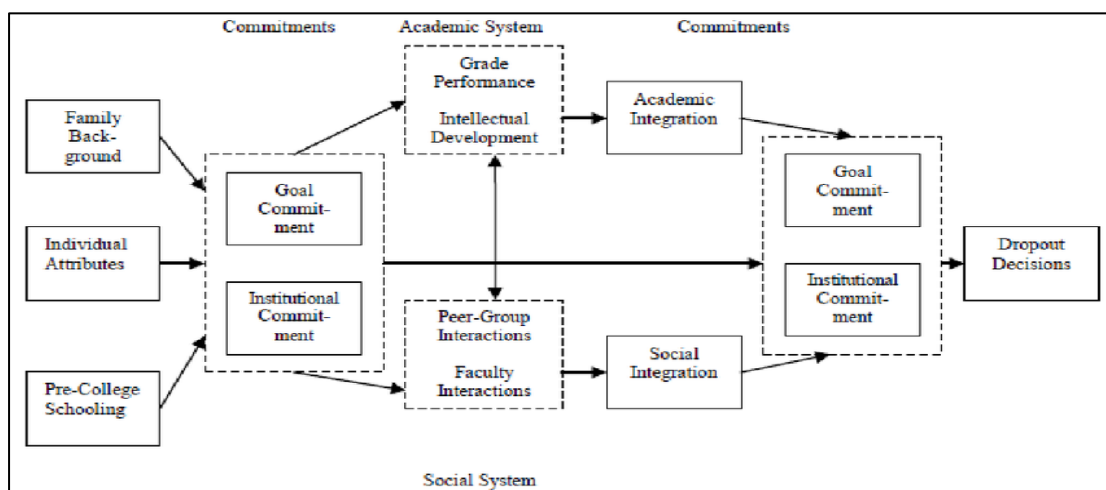 Commitments
Academic System
Commitments
Grade
Performance
Intellectual
Development
Academic
Integration
Family
Back-
ground
Goal
Commit-
ment
Goal
Commit-
ment
Individual
Attributes
Dropout
Decisions
Institutional
Commit-
ment
Institutional
Commit-
ment
Peer-Group
Interactions
Faculty
Interactions
Social
Integration
Pre-College
Schooling
Social System